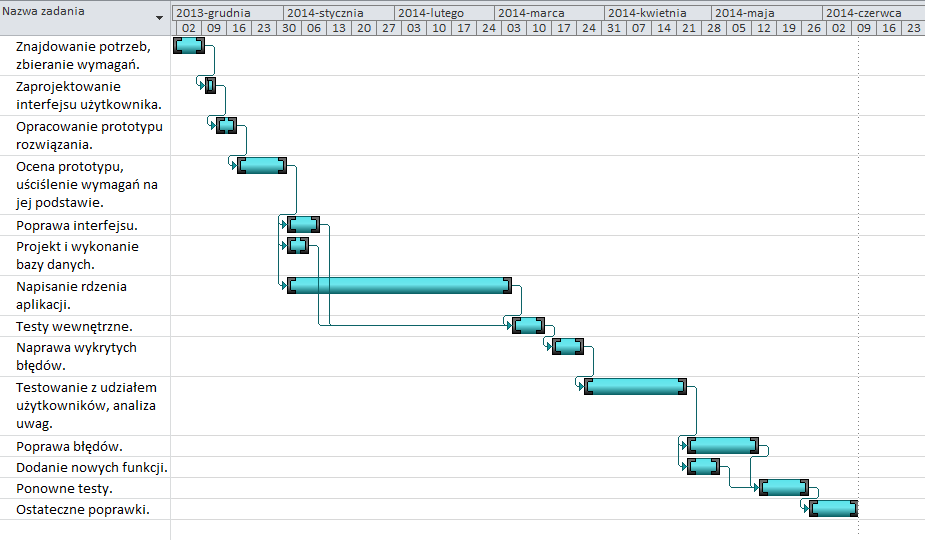 Nazwa zadania
2013-grudnia 2014-stycznia 2014-lutego 2014-marca 2014-kwietnia 2014-maja 2014-czerwca
02 09 16 23 30 06 13 20 27 03 10 17 24 03 10 17 24 31 07 14 21 28 05 12 19 26 02 09 16 23
Znajdowanie potrzeb,
zbieranie wymagań.
Zaprojektowanie
interfejsu użytkownika.
Opracowanie prototypu
rozwiązania.
Ocena prototypu,
uściślenie wymagań na
jej podstawie.
Poprawa interfejsu.
Projekt i wykonanie
bazy danych.
Napisanie rdzenia
aplikacji.
Testy wewnętrzne.
Naprawa wykrytych
błędów.
Testowanie z udziałem
użytkowników, analiza
uwag.
Poprawa błędów.
Dodanie nowych funkcji.
Ponowne testy.
Ostateczne poprawki.